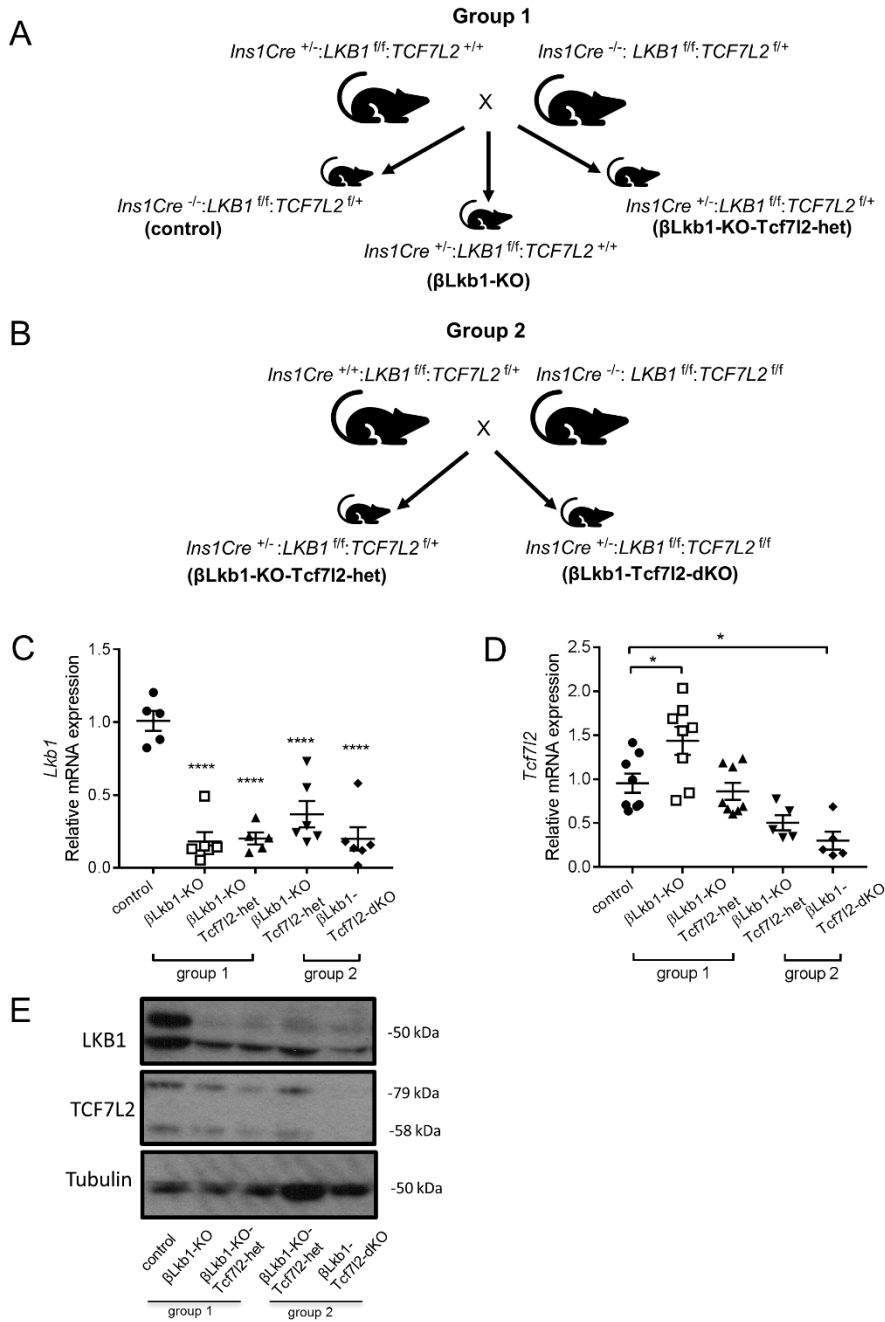 A
Group 1
Ins1Cre +/-:LKB1 f/f:TCF7L2 +/+
Ins1Cre -/-: LKB1 f/f:TCF7L2 f/+
X
Ins1Cre -/-:LKB1 f/f:TCF7L2 f/+
(control)
Ins1Cre +/-:LKB1 f/f:TCF7L2 +/+
(βLkb1-KO)
Ins1Cre +/-:LKB1 f/f:TCF7L2 f/+
(βLkb1-KO-Tcf7l2-het)
B
Group 2
Ins1Cre +/+:LKB1 f/f:TCF7L2 f/+
Ins1Cre -/-: LKB1 f/f:TCF7L2 f/f
X
Ins1Cre +/-:LKB1 f/f:TCF7L2 f/+
(βLkb1-KO-Tcf7l2-het)
Ins1Cre +/-:LKB1 f/f:TCF7L2 f/f
(βLkb1-Tcf7l2-dKO)
C
Lkb1
Relative mRNA expression
1.5
1.0
0.5
0.0
****
****
****
****
control
βLkb1-KO
βLkb1-KO
Tcf7l2-het
βLkb1-KO
Tcf7l2-het
βLkb1-
Tcf7l2-dKO
group 1
group 2
D
Tcf7l2
Relative mRNA expression
2.5
2.0
1.5
1.0
0.5
0.0
*
*
control
βLkb1-KO
βLkb1-KO
Tcf7l2-het
βLkb1-KO
Tcf7l2-het
βLkb1-
Tcf7l2-dKO
group 1
group 2
E
LKB1
-50 kDa
TCF7L2
-79 kDa
-58 kDa
Tubulin
-50 kDa
control
βLkb1-KO
βLkb1-KO-
Tcf7l2-het
βLkb1-KO-
Tcf7l2-het
βLkb1-
Tcf7l2-dKO
group 1
group 2